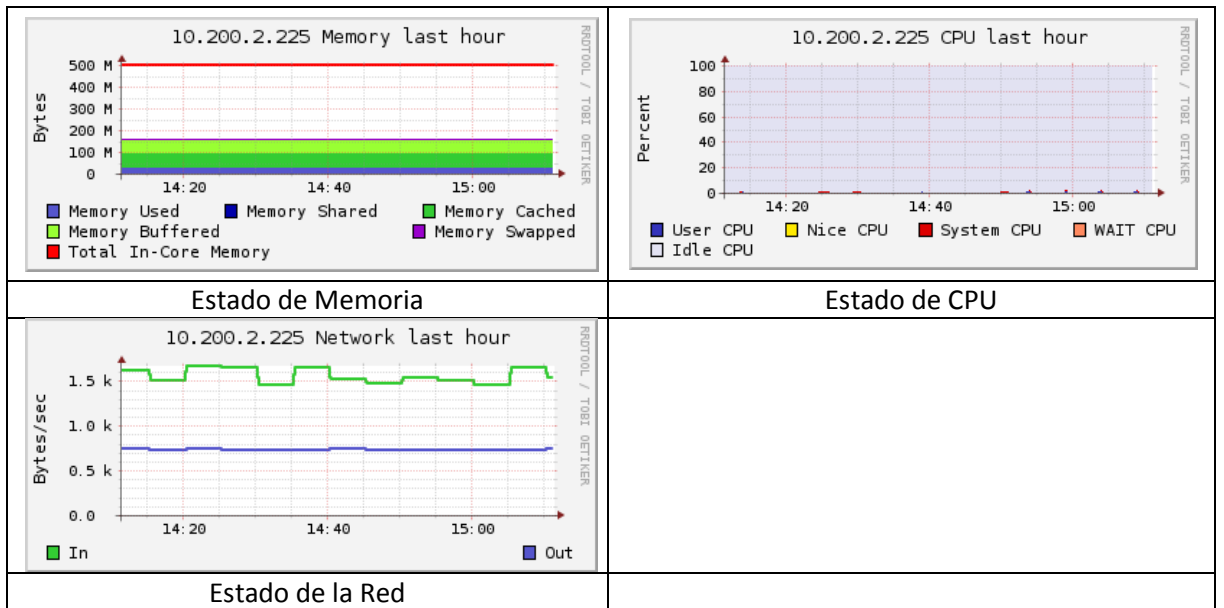 10.200.2.225 Memory last hour
Bytes
500 M
400 M
300 M
200 M
100 M
0
14:20 14:40 15:00
Memory Used Memory Shared Memory Cached
Memory Buffered Memory Swapped
Total In-Core Memory
RRDTOOL / TOBI OETIKER
10.200.2.225 CPU last hour
Percent
100
80
60
40
20
0
14:20 14:40 15:00
User CPU Nice CPU System CPU WAIT CPU
Idle CPU
RRDTOOL / TOBI OETIKER
Estado de Memoria
Estado de CPU
10.200.2.225 Network last hour
Bytes/sec
1.5 k
1.0 k
0.5 k
0.0
14:20 14:40 15:00
In Out
RRDTOOL / TOBI OETIKER
Estado de la Red